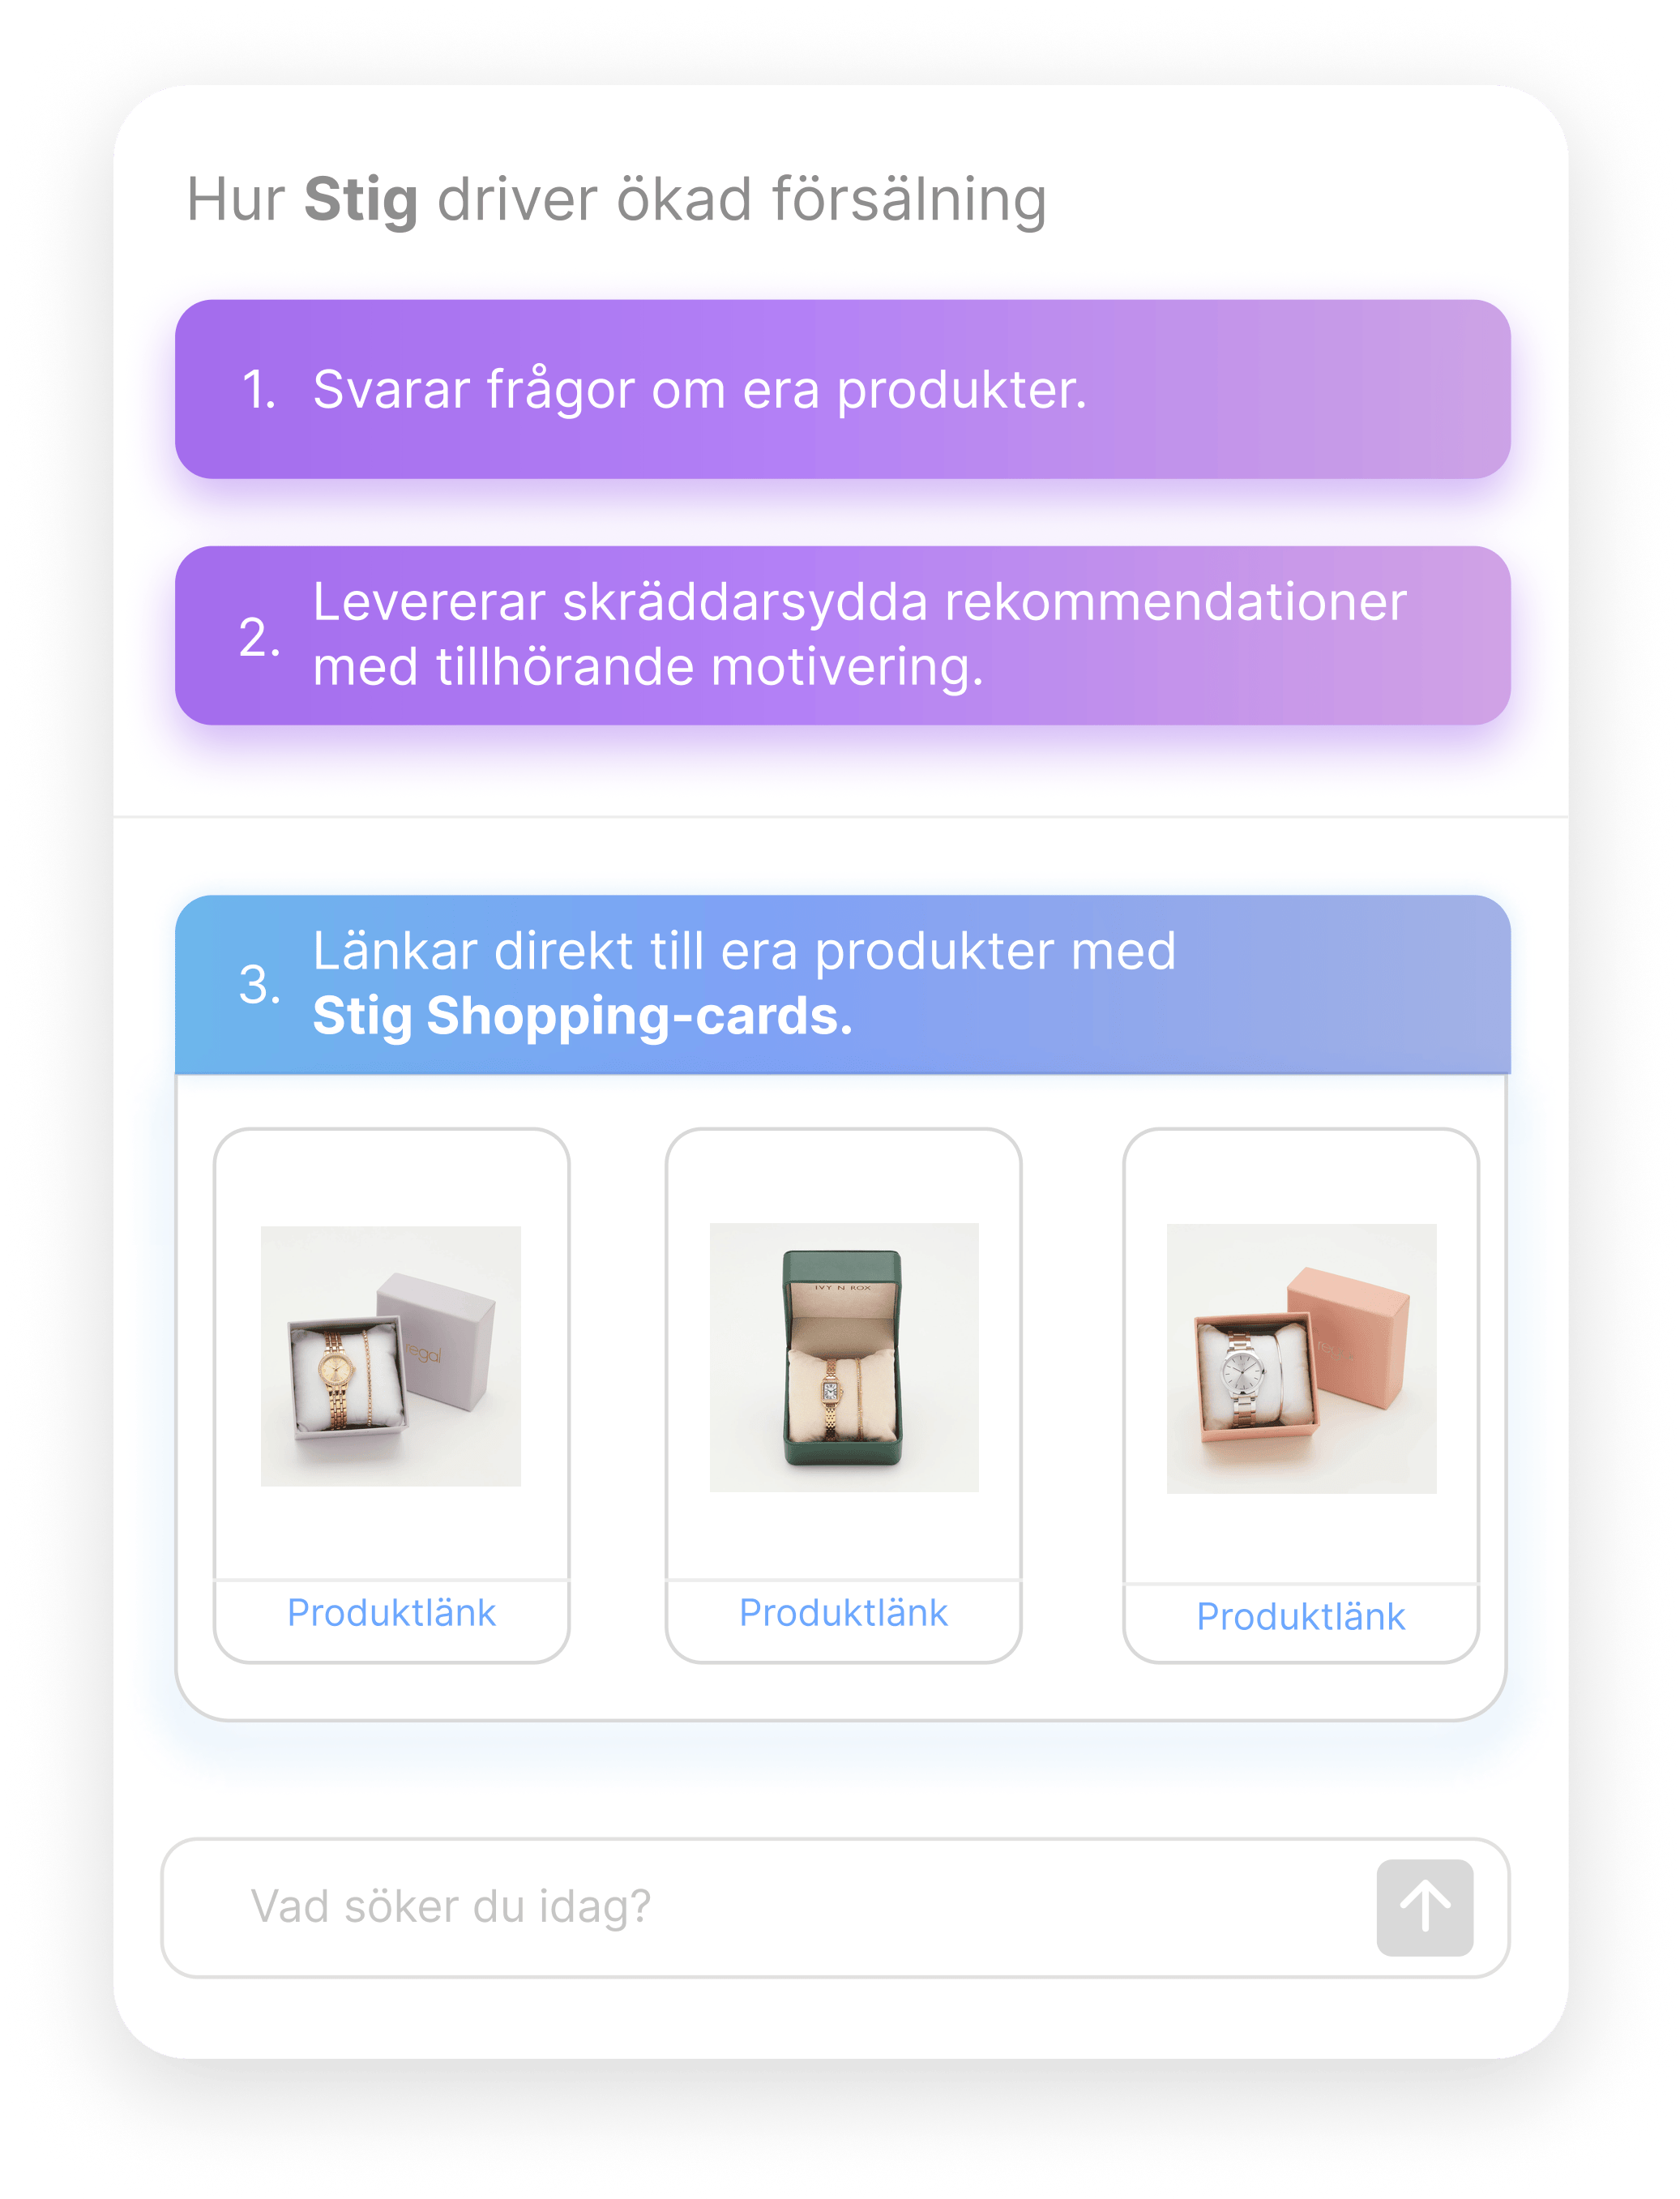 Hur Stig driver ökad försälning
1. Svarar frågor om era produkter.
2. Levererar skräddarsydda rekommendationer
med tillhörande motivering.
3. Länkar direkt till era produkter med
Stig Shopping-cards.
regal
IVY N ROX
Produktlänk
Produktlänk
Produktlänk
Vad söker du idag?